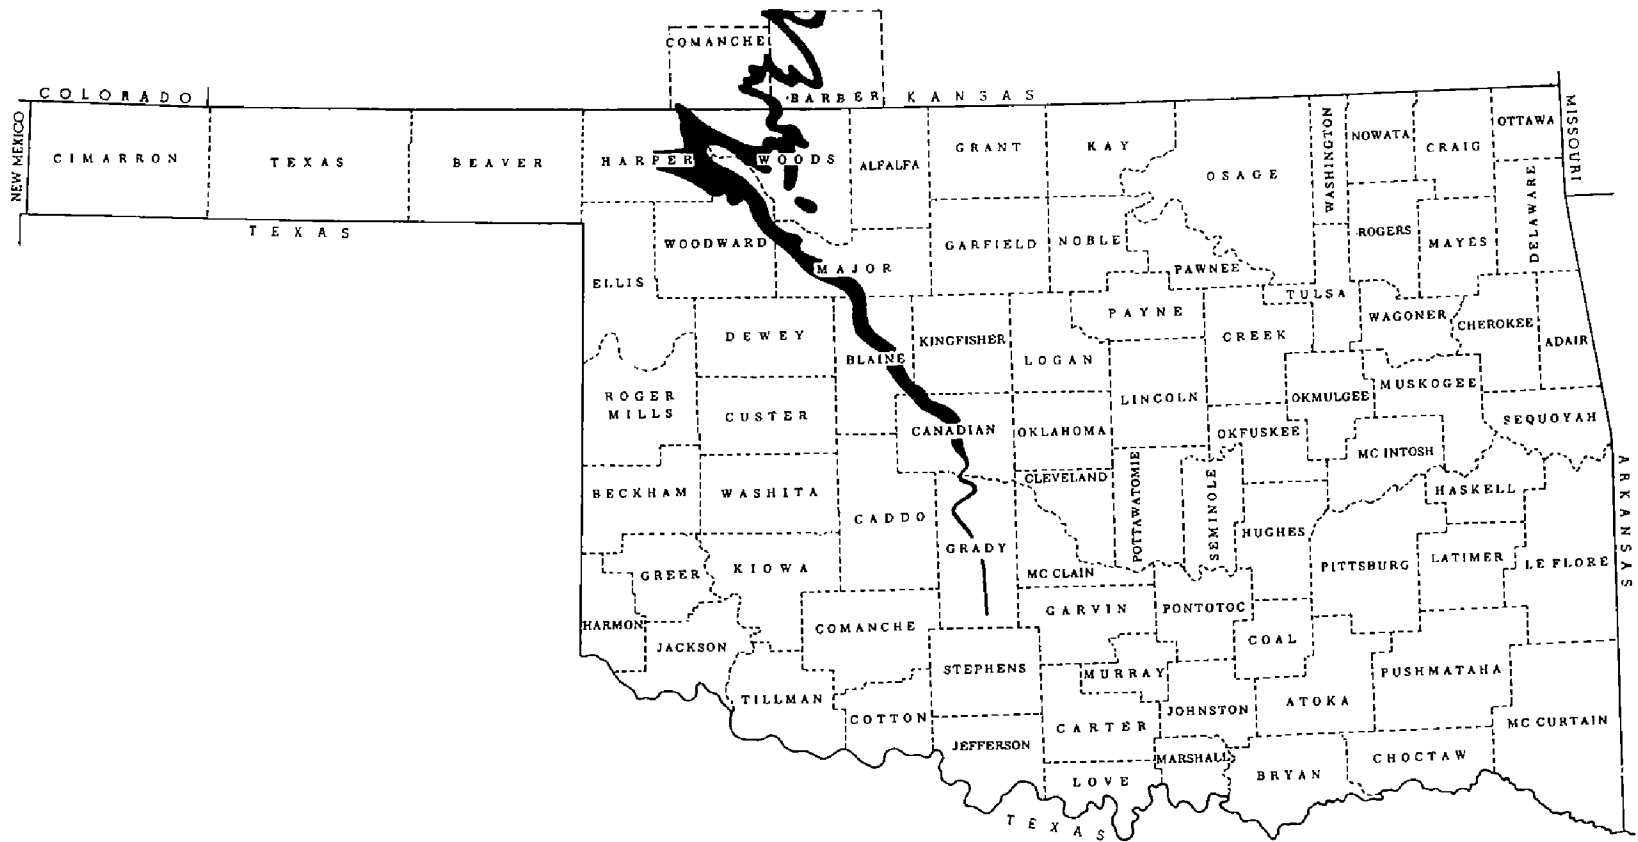 COMANCHE
COLORADO
BARBER
KANSAS
NEW MEXICO
MISSOURI
CIMARRON
TEXAS
BEAVER
HARPER
WOODS
ALFALFA
GRANT
KAY
OSAGE
WASHINGTON
NOWATA
CRAIG
OTTAWA
TEXAS
ELLIS
WOODWARD
MAJOR
GARFIELD
NOBLE
PAWNEE
ROGERS
MAYES
DELAWARE
DEWEY
BLAINE
KINGFISHER
LOGAN
PAYNE
CREEK
TULSA
WAGONER
CHEROKEE
ADAIR
ROGER
MILLS
CUSTER
CANADIAN
OKLAHOMA
LINCOLN
OKFUSKEE
OKMULGEE
MUSKOGEE
SEQUOYAH
MC INTOSH
BECKHAM
WASHITA
CADDO
GRADY
CLEVELAND
POTTAWATOMIE
SEMINOLE
HUGHES
HASKELL
ARKANSAS
GREER
KIOWA
MC CLAIN
PITTSBURG
LATIMER
LE FLORE
HARMON
JACKSON
COMANCHE
GARVIN
PONTOTOC
COAL
STEPHENS
MURRAY
PUSHMATAHA
TILLMAN
COTTON
JEFFERSON
CARTER
JOHNSTON
ATOKA
MC CURTAIN
LOVE
MARSHALL
BRYAN
CHOCTAW
TEXAS